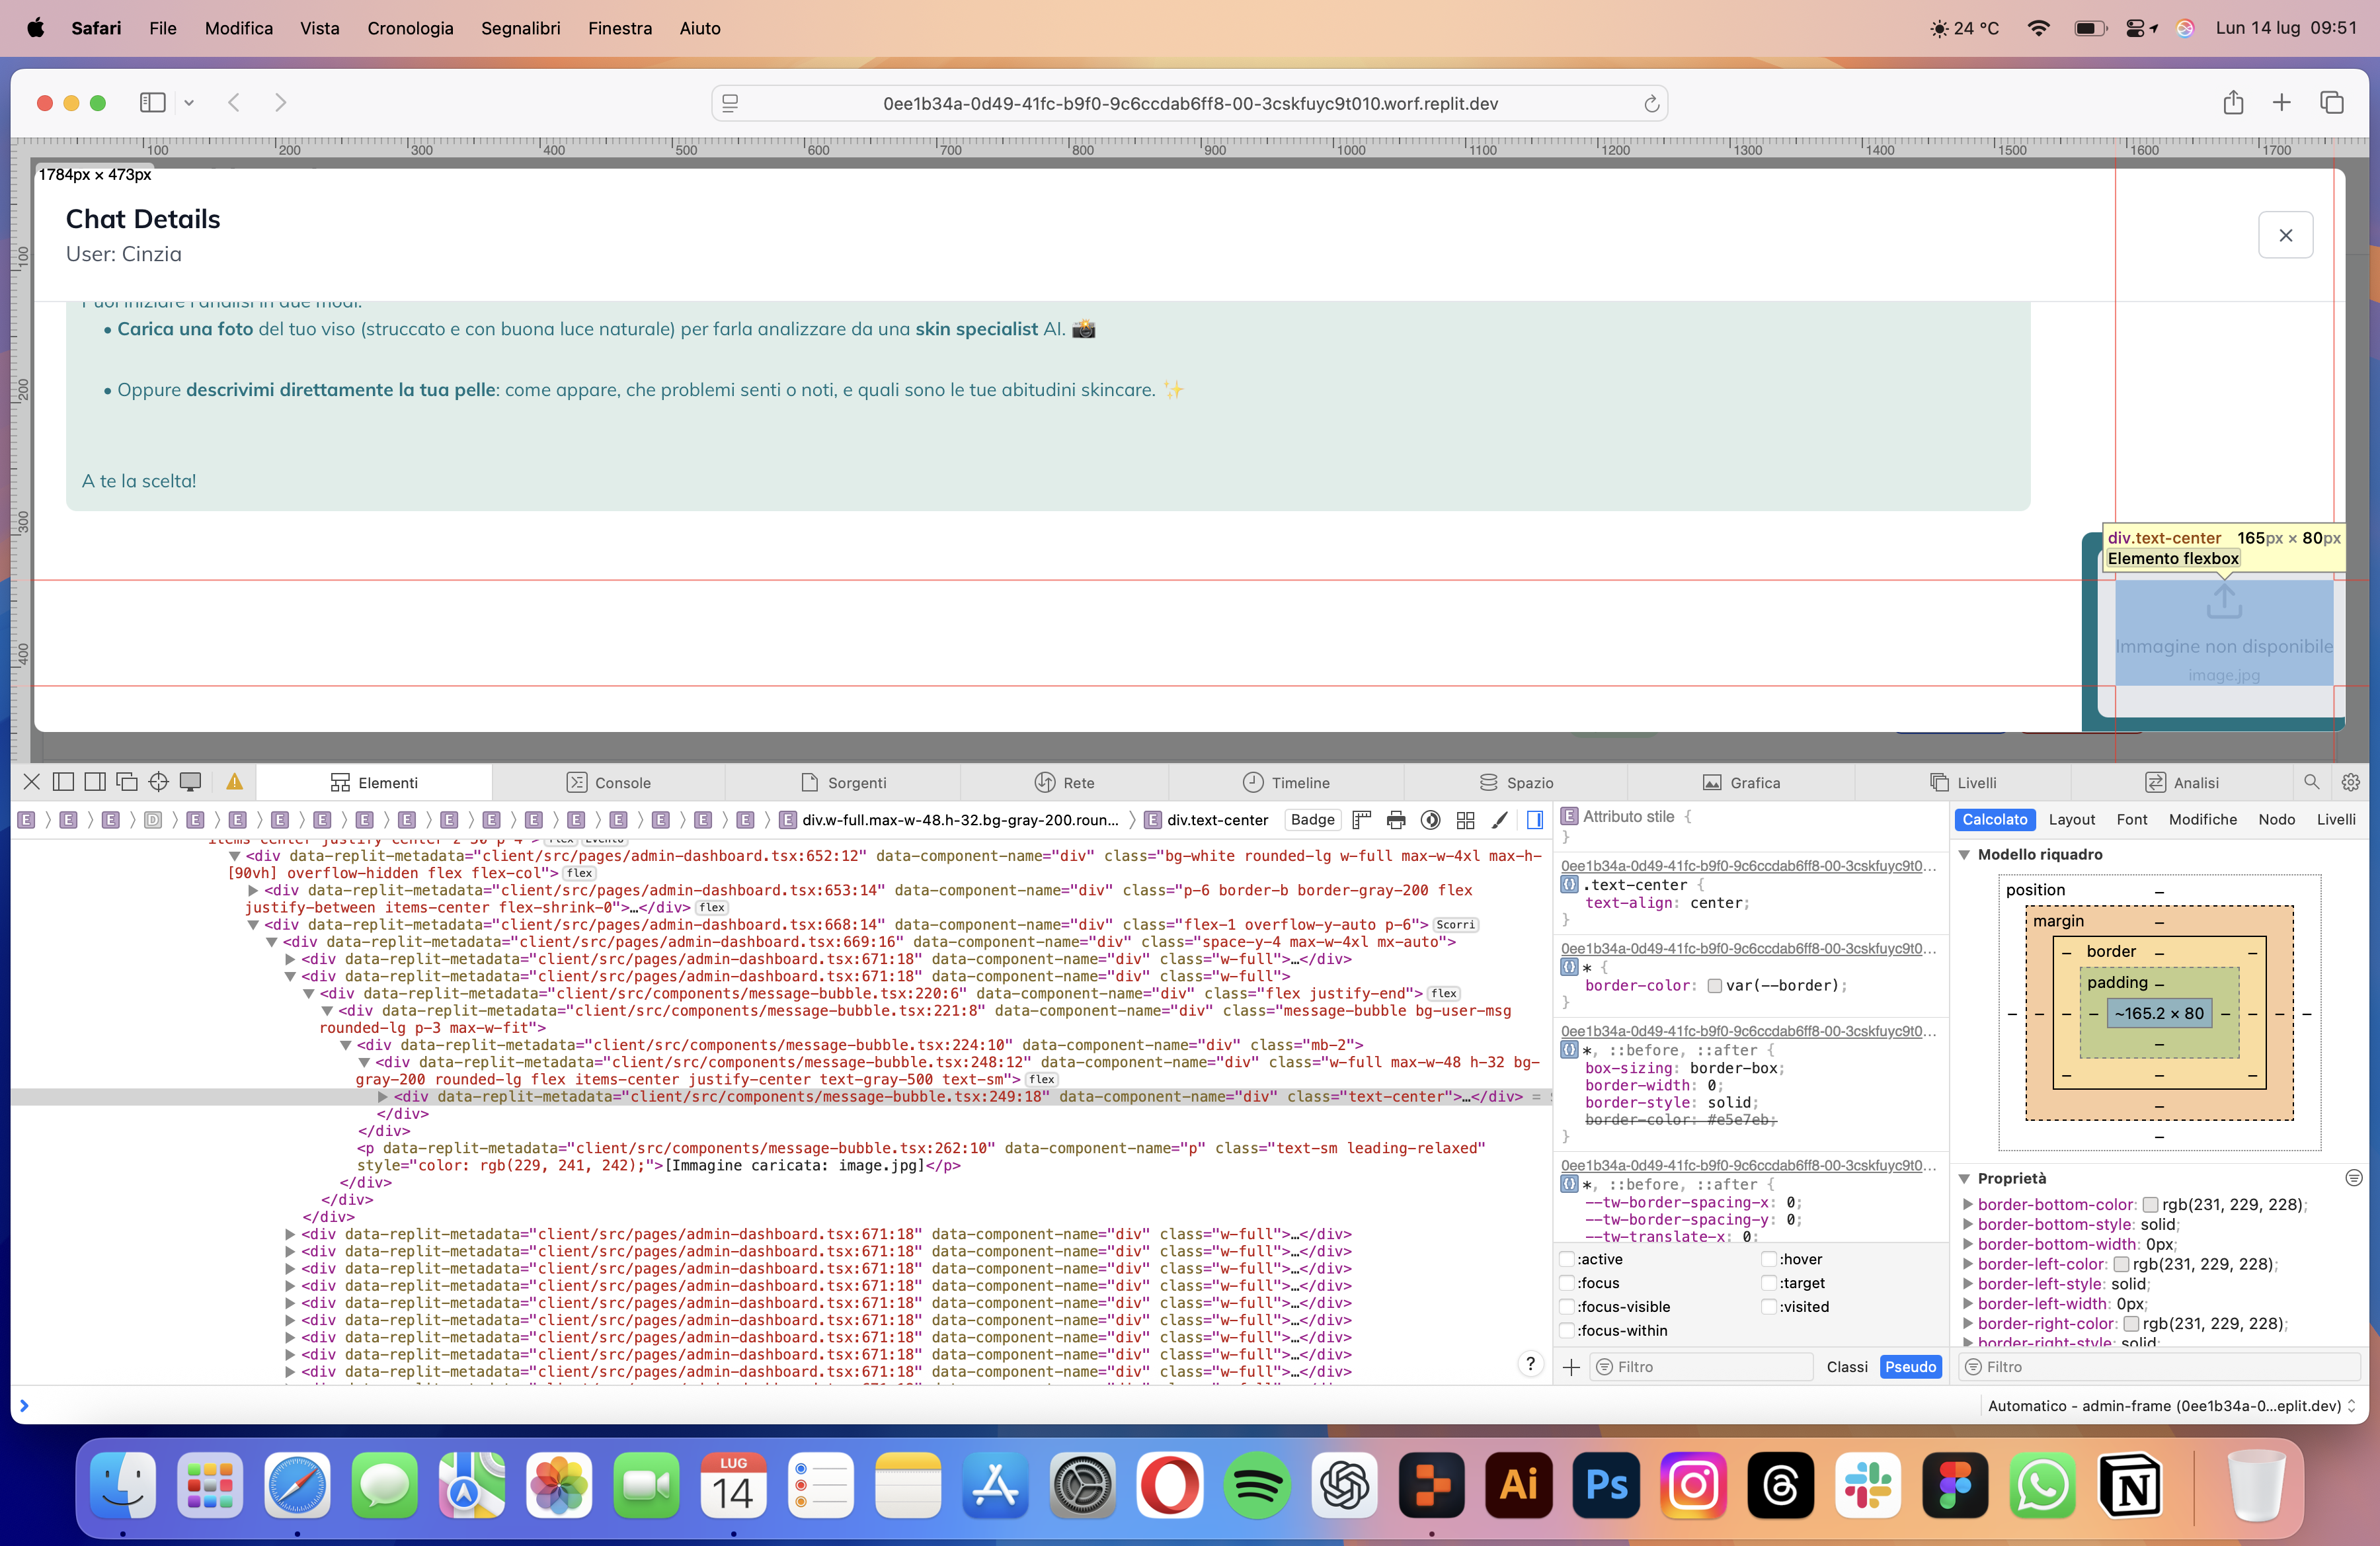 Safari File Modifica Vista Cronologia Segnalibri Finestra Aiuto
24 °C Lun 14 lug 09:51
0ee1b34a-0d49-41fc-b9f0-9c6ccdab6ff8-00-3cskfuyc9t010.worf.replit.dev
100 200 300 400 500 600 700 800 900 1000 1100 1200 1300 1400 1500 1600 1700
1784px × 473px
100
200
300
400
Chat Details
User: Cinzia
Puoi iniziare l'analisi in due modi:
• Carica una foto del tuo viso (struccato e con buona luce naturale) per farla analizzare da una skin specialist AI. 📸
• Oppure descrivimi direttamente la tua pelle: come appare, che problemi senti o noti, e quali sono le tue abitudini skincare. ✨
A te la scelta!
div.text-center 165px × 80px
Elemento flexbox
Immagine non disponibile
image.jpg
Elementi Console Sorgenti Rete Timeline Spazio Grafica Livelli Analisi
E E E D E E E E E E E E E E E E E E E div.w-full.max-w-48.h-32.bg-gray-200.roun... E div.text-center Badge
items-center justify-center z-50 p-4"> flex Evento
<div data-replit-metadata="client/src/pages/admin-dashboard.tsx:652:12" data-component-name="div" class="bg-white rounded-lg w-full max-w-4xl max-h-
[90vh] overflow-hidden flex flex-col"> flex
<div data-replit-metadata="client/src/pages/admin-dashboard.tsx:653:14" data-component-name="div" class="p-6 border-b border-gray-200 flex
justify-between items-center flex-shrink-0">…</div> flex
<div data-replit-metadata="client/src/pages/admin-dashboard.tsx:668:14" data-component-name="div" class="flex-1 overflow-y-auto p-6"> Scorri
<div data-replit-metadata="client/src/pages/admin-dashboard.tsx:669:16" data-component-name="div" class="space-y-4 max-w-4xl mx-auto">
<div data-replit-metadata="client/src/pages/admin-dashboard.tsx:671:18" data-component-name="div" class="w-full">…</div>
<div data-replit-metadata="client/src/pages/admin-dashboard.tsx:671:18" data-component-name="div" class="w-full">
<div data-replit-metadata="client/src/components/message-bubble.tsx:220:6" data-component-name="div" class="flex justify-end"> flex
<div data-replit-metadata="client/src/components/message-bubble.tsx:221:8" data-component-name="div" class="message-bubble bg-user-msg
rounded-lg p-3 max-w-fit">
<div data-replit-metadata="client/src/components/message-bubble.tsx:224:10" data-component-name="div" class="mb-2">
<div data-replit-metadata="client/src/components/message-bubble.tsx:248:12" data-component-name="div" class="w-full max-w-48 h-32 bg-
gray-200 rounded-lg flex items-center justify-center text-gray-500 text-sm"> flex
<div data-replit-metadata="client/src/components/message-bubble.tsx:249:18" data-component-name="div" class="text-center">…</div> =
</div>
</div>
<p data-replit-metadata="client/src/components/message-bubble.tsx:262:10" data-component-name="p" class="text-sm leading-relaxed"
style="color: rgb(229, 241, 242);">[Immagine caricata: image.jpg]</p>
</div>
</div>
</div>
<div data-replit-metadata="client/src/pages/admin-dashboard.tsx:671:18" data-component-name="div" class="w-full">…</div>
<div data-replit-metadata="client/src/pages/admin-dashboard.tsx:671:18" data-component-name="div" class="w-full">…</div>
<div data-replit-metadata="client/src/pages/admin-dashboard.tsx:671:18" data-component-name="div" class="w-full">…</div>
<div data-replit-metadata="client/src/pages/admin-dashboard.tsx:671:18" data-component-name="div" class="w-full">…</div>
<div data-replit-metadata="client/src/pages/admin-dashboard.tsx:671:18" data-component-name="div" class="w-full">…</div>
<div data-replit-metadata="client/src/pages/admin-dashboard.tsx:671:18" data-component-name="div" class="w-full">…</div>
<div data-replit-metadata="client/src/pages/admin-dashboard.tsx:671:18" data-component-name="div" class="w-full">…</div>
<div data-replit-metadata="client/src/pages/admin-dashboard.tsx:671:18" data-component-name="div" class="w-full">…</div>
<div data-replit-metadata="client/src/pages/admin-dashboard.tsx:671:18" data-component-name="div" class="w-full">…</div>
?
E Attributo stile {
}
0ee1b34a-0d49-41fc-b9f0-9c6ccdab6ff8-00-3cskfuyc9t0…
.text-center {
text-align: center;
}
0ee1b34a-0d49-41fc-b9f0-9c6ccdab6ff8-00-3cskfuyc9t0…
* {
border-color: var(--border);
}
0ee1b34a-0d49-41fc-b9f0-9c6ccdab6ff8-00-3cskfuyc9t0…
*, ::before, ::after {
box-sizing: border-box;
border-width: 0;
border-style: solid;
border-color: #e5e7eb;
}
0ee1b34a-0d49-41fc-b9f0-9c6ccdab6ff8-00-3cskfuyc9t0…
*, ::before, ::after {
--tw-border-spacing-x: 0;
--tw-border-spacing-y: 0;
--tw-translate-x: 0;
:active :hover
:focus :target
:focus-visible :visited
:focus-within
Filtro Classi Pseudo
Calcolato Layout Font Modifiche Nodo Livelli
Modello riquadro
position –
margin –
border –
padding –
~165.2 × 80
Proprietà
border-bottom-color: rgb(231, 229, 228);
border-bottom-style: solid;
border-bottom-width: 0px;
border-left-color: rgb(231, 229, 228);
border-left-style: solid;
border-left-width: 0px;
border-right-color: rgb(231, 229, 228);
border-right-style: solid;
Filtro
Automatico - admin-frame (0ee1b34a-0...eplit.dev)
LUG
14
Ai
Ps
N